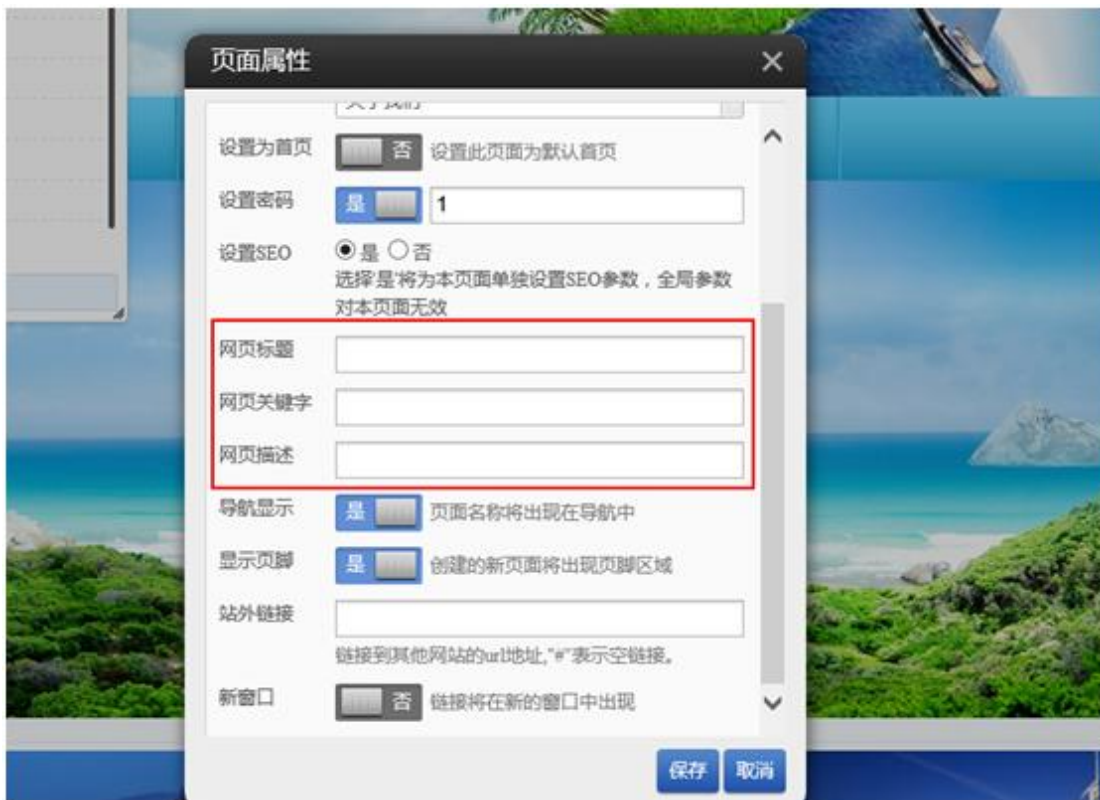 页面属性
关于我们
设置为首页 否 设置此页面为默认首页
设置密码 是 1
设置SEO 是 否
选择'是'将为本页面单独设置SEO参数，全局参数
对本页面无效
网页标题
网页关键字
网页描述
导航显示 是 页面名称将出现在导航中
显示页脚 是 创建的新页面将出现页脚区域
站外链接
链接到其他网站的url地址,"#"表示空链接。
新窗口 否 链接将在新的窗口中出现
保存 取消